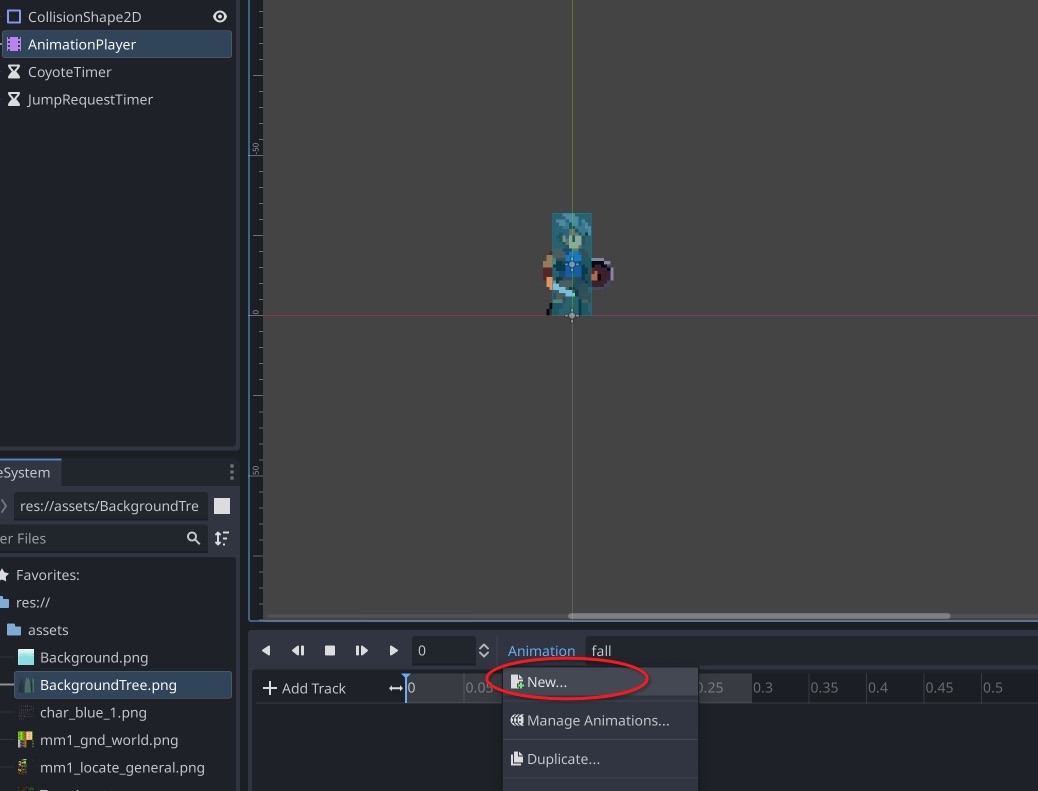 CollisionShape2D
AnimationPlayer
CoyoteTimer
JumpRequestTimer
-50
0
50
eSystem
res://assets/BackgroundTre
er Files
Favorites:
res://
assets
Background.png
BackgroundTree.png
char_blue_1.png
mm1_gnd_world.png
mm1_locate_general.png
0
Animation
fall
Add Track
0
0.05
0.25
0.3
0.35
0.4
0.45
0.5
New...
Manage Animations...
Duplicate...